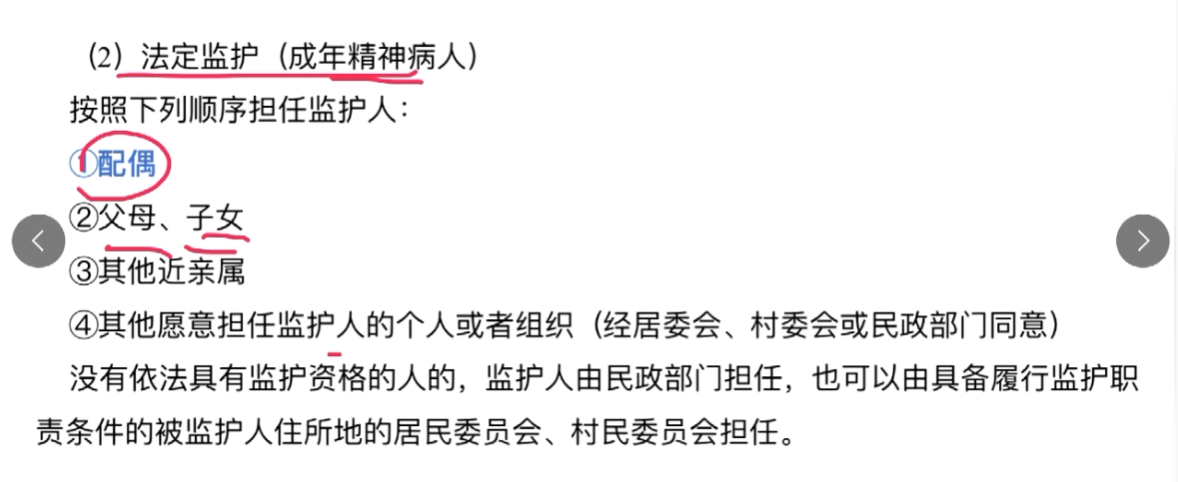 （2）法定监护（成年精神病人）
按照下列顺序担任监护人：
①配偶
②父母、子女
③其他近亲属
④其他愿意担任监护人的个人或者组织（经居委会、村委会或民政部门同意）
没有依法具有监护资格的人的，监护人由民政部门担任，也可以由具备履行监护职
责条件的被监护人住所地的居民委员会、村民委员会担任。